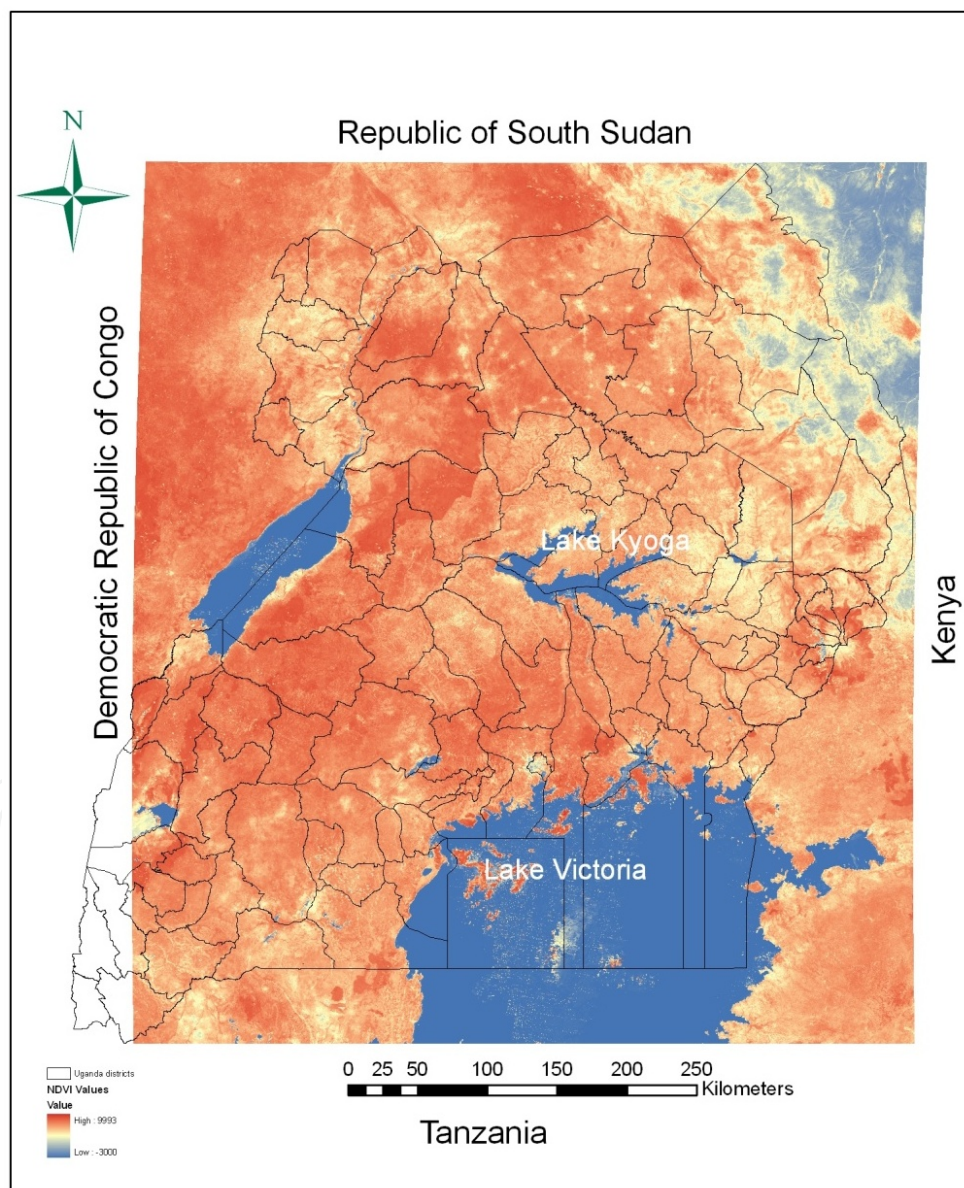 N
Republic of South Sudan
Democratic Republic of Congo
Lake Kyoga
Kenya
Lake Victoria
Uganda districts
NDVI Values
Value
High : 9993
Low : -3000
0 25 50 100 150 200 250
Kilometers
Tanzania